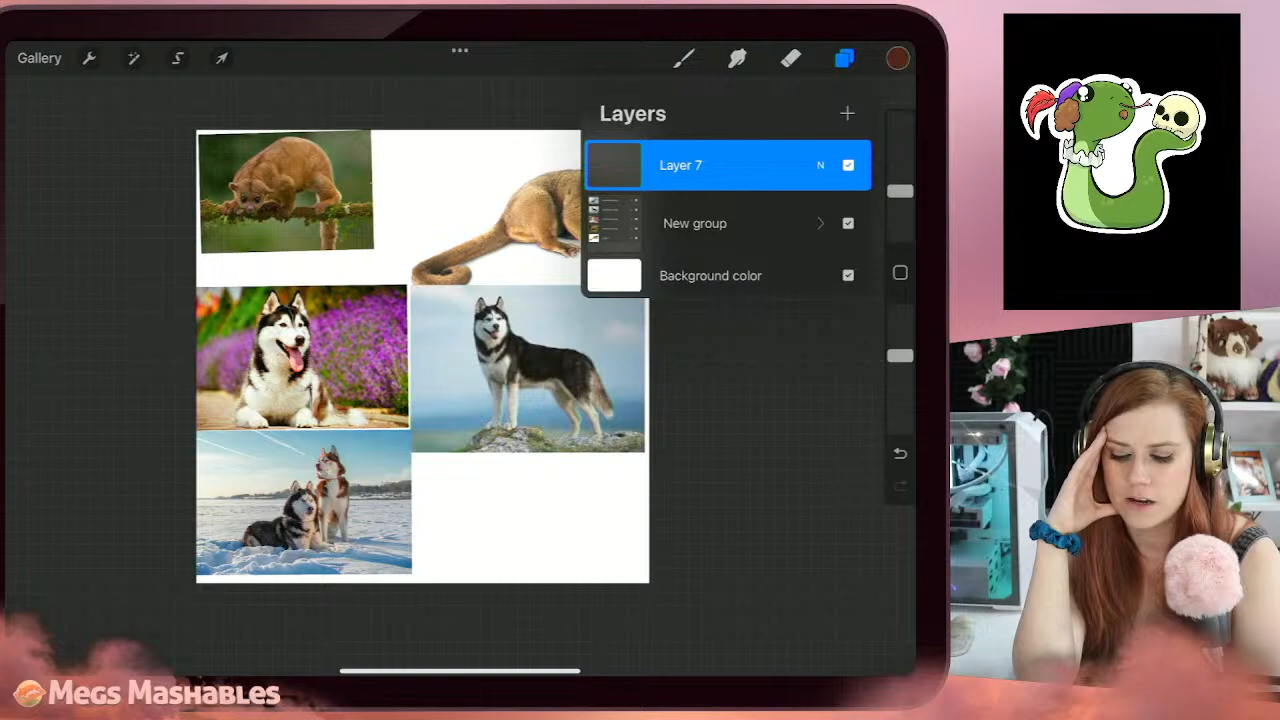 Gallery
Layers
Layer 7
N
New group
Background color
Megs Mashables